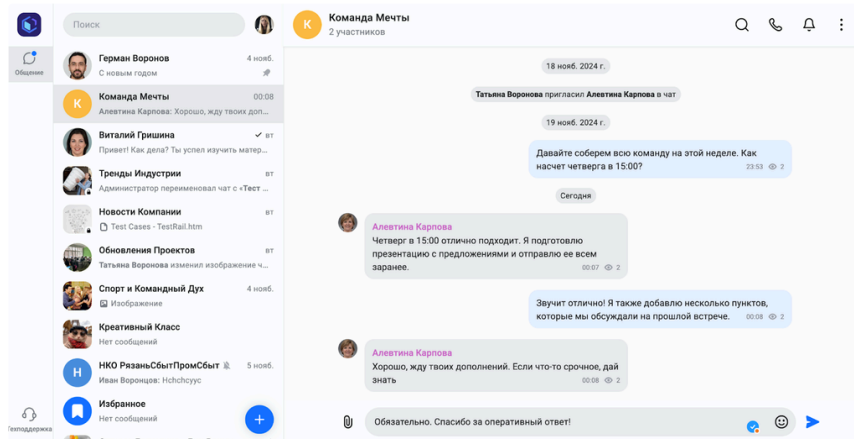 Поиск
Общение
Герман Воронов 4 нояб.
С новым годом
К Команда Мечты 00:08
Алевтина Карпова: Хорошо, жду твоих доп...
Виталий Гришина вт
Привет! Как дела? Ты успел изучить матер...
Тренды Индустрии вт
Администратор переименовал чат с «Тест ...
Новости Компании вт
Test Cases - TestRail.htm
Обновления Проектов вт
Татьяна Воронова изменил изображение ч...
Спорт и Командный Дух 4 нояб.
Изображение
Креативный Класс
Нет сообщений
Н НКО РязаньСбытПромСбыт 5 нояб.
Иван Воронцов: Hchchcyyc
Избранное
Нет сообщений
Техподдержка
К Команда Мечты
2 участников
18 нояб. 2024 г.
Татьяна Воронова пригласил Алевтина Карпова в чат
19 нояб. 2024 г.
Давайте соберем всю команду на этой неделе. Как
насчет четверга в 15:00? 23:53 2
Сегодня
Алевтина Карпова
Четверг в 15:00 отлично подходит. Я подготовлю
презентацию с предложениями и отправлю ее всем
заранее. 00:07 2
Звучит отлично! Я также добавлю несколько пунктов,
которые мы обсуждали на прошлой встрече. 00:08 2
Алевтина Карпова
Хорошо, жду твоих дополнений. Если что-то срочное, дай
знать 00:08 2
Обязательно. Спасибо за оперативный ответ!